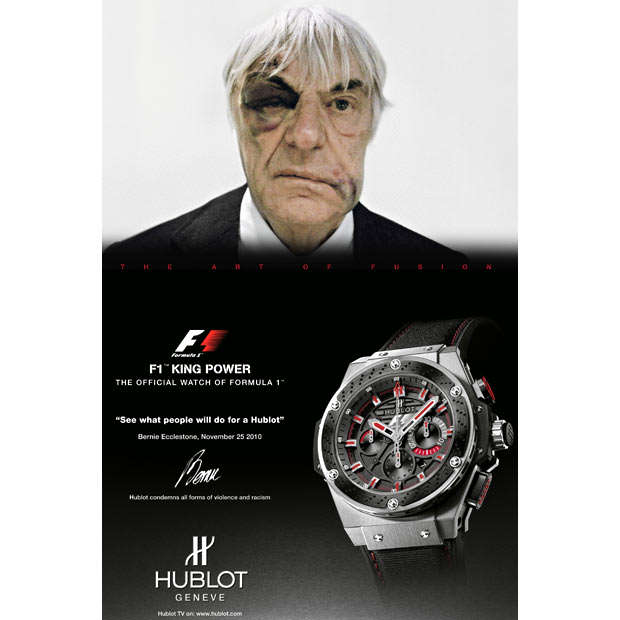 THE ART OF FUSION
F1
Formula 1™
F1™ KING POWER
THE OFFICIAL WATCH OF FORMULA 1™
“See what people will do for a Hublot”
Bernie Ecclestone, November 25 2010
Bernie
Hublot condemns all forms of violence and racism
H
HUBLOT
GENEVE
Hublot TV on: www.hublot.com
HUBLOT